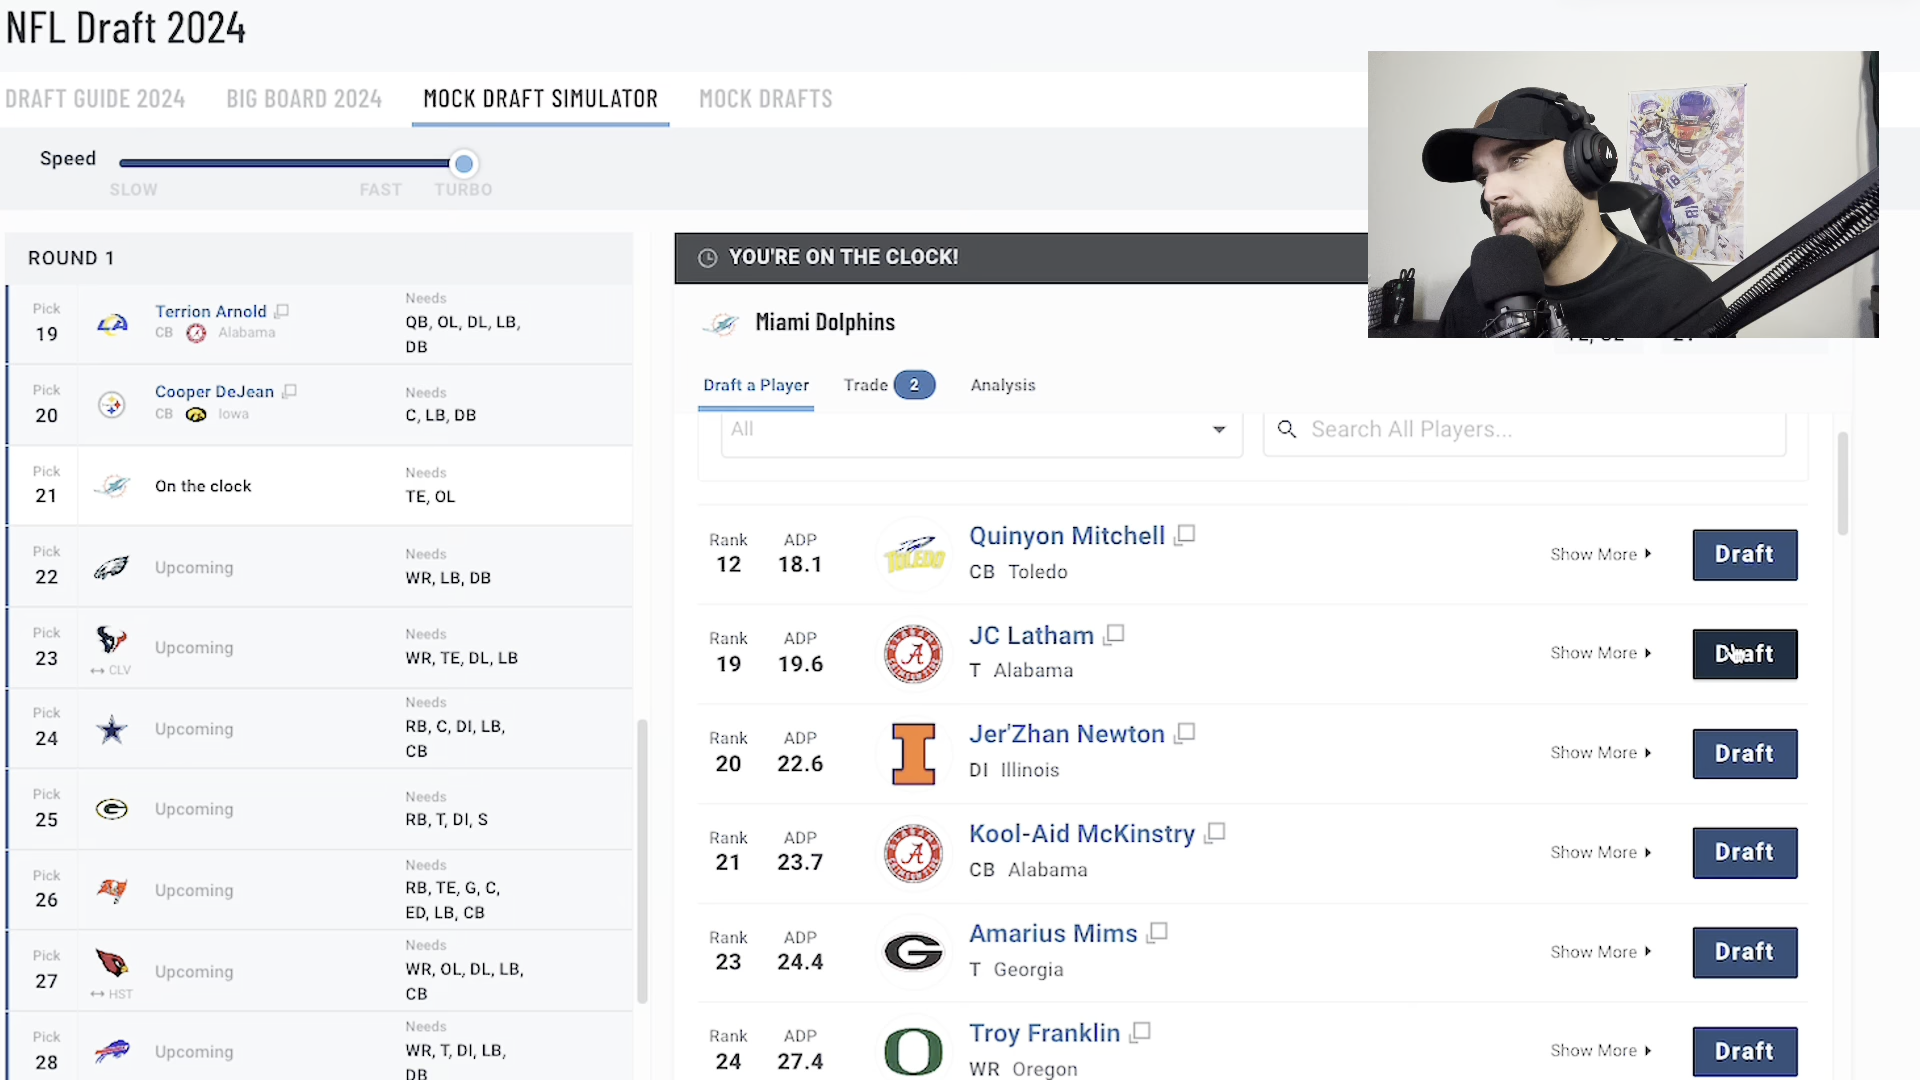 NFL Draft 2024
DRAFT GUIDE 2024 BIG BOARD 2024 MOCK DRAFT SIMULATOR MOCK DRAFTS
Speed
SLOW FAST TURBO
ROUND 1
Pick 19
Terrion Arnold
CB Alabama
Needs
QB, OL, DL, LB,
DB
Pick 20
Cooper DeJean
CB Iowa
Needs
C, LB, DB
Pick 21
On the clock
Needs
TE, OL
Pick 22
Upcoming
Needs
WR, LB, DB
Pick 23
↔ CLV
Upcoming
Needs
WR, TE, DL, LB
Pick 24
Upcoming
Needs
RB, C, DI, LB,
CB
Pick 25
Upcoming
Needs
RB, T, DI, S
Pick 26
Upcoming
Needs
RB, TE, G, C,
ED, LB, CB
Pick 27
↔ HST
Upcoming
Needs
WR, OL, DL, LB,
CB
Pick 28
Upcoming
Needs
WR, T, DI, LB,
DB
YOU'RE ON THE CLOCK!
Miami Dolphins
Draft a Player Trade 2 Analysis
All
Search All Players...
Rank 12
ADP 18.1
TOLEDO
Quinyon Mitchell
CB Toledo
Show More
Draft
Rank 19
ADP 19.6
JC Latham
T Alabama
Show More
Draft
Rank 20
ADP 22.6
Jer'Zhan Newton
DI Illinois
Show More
Draft
Rank 21
ADP 23.7
Kool-Aid McKinstry
CB Alabama
Show More
Draft
Rank 23
ADP 24.4
Amarius Mims
T Georgia
Show More
Draft
Rank 24
ADP 27.4
Troy Franklin
WR Oregon
Show More
Draft